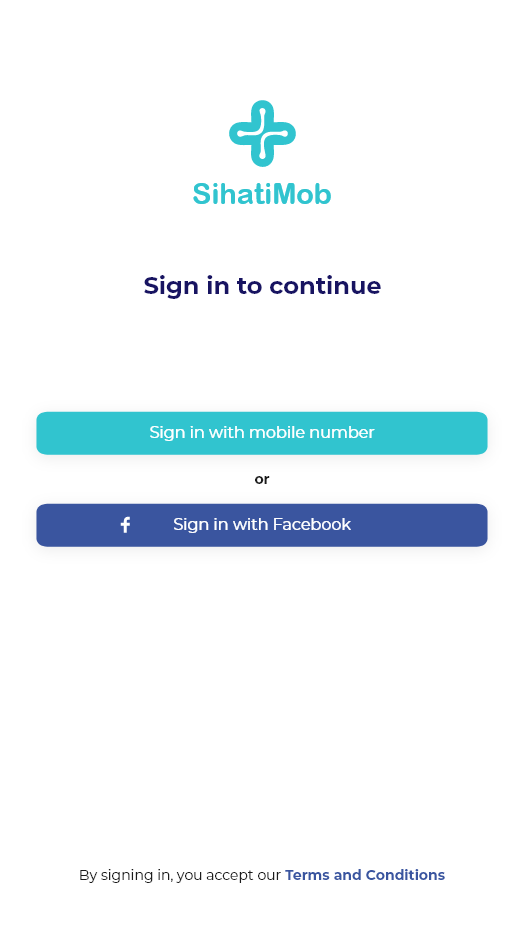 SihatiMob
Sign in to continue
Sign in with mobile number
or
Sign in with Facebook
By signing in, you accept our Terms and Conditions